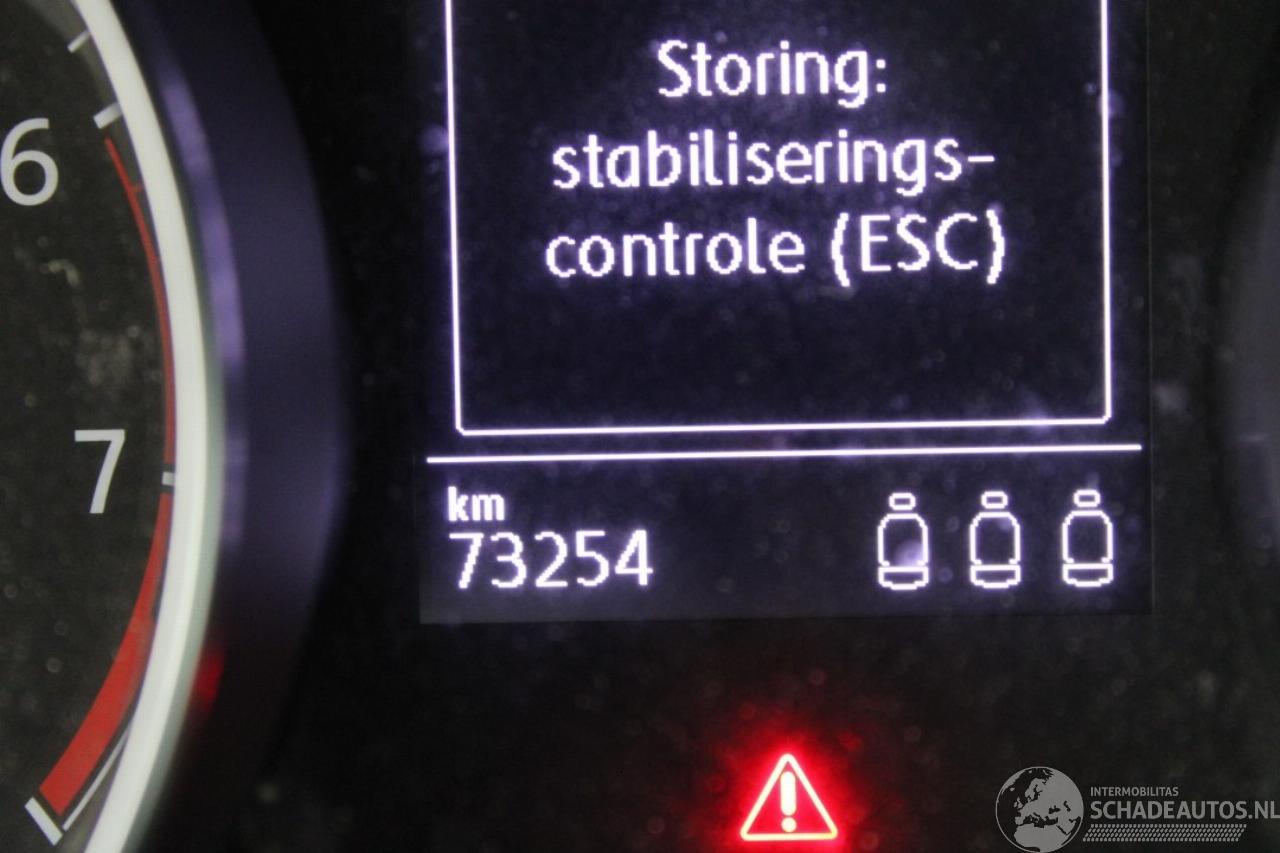 6
7
Storing:
stabiliserings-
controle (ESC)
km
73254
INTERMOBILITAS
SCHADEAUTOS.NL